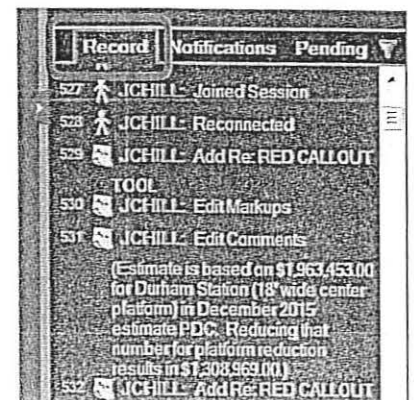 Record Notifications Pending
527 JCHILL: Joined Session
528 JCHILL: Reconnected
529 JCHILL: Add Re: RED CALLOUT
TOOL
530 JCHILL: Edit Markups
531 JCHILL: Edit Comments
(Estimate is based on $1,963,453.00
for Durham Station (18' wide center
platform) in December 2015
estimate PDC. Reducing that
number for platform reduction
results in $1,308,969.00.)
532 JCHILL: Add Re: RED CALLOUT